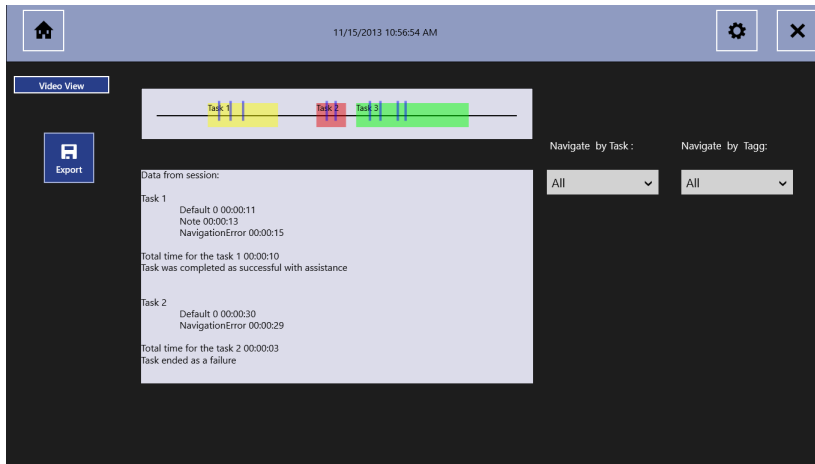 11/15/2013 10:56:54 AM
Video View
Export
Task 1
Task 2
Task 3
Navigate by Task :
Navigate by Tagg:
All
All
Data from session:
Task 1
Default 0 00:00:11
Note 00:00:13
NavigationError 00:00:15
Total time for the task 1 00:00:10
Task was completed as successful with assistance
Task 2
Default 0 00:00:30
NavigationError 00:00:29
Total time for the task 2 00:00:03
Task ended as a failure